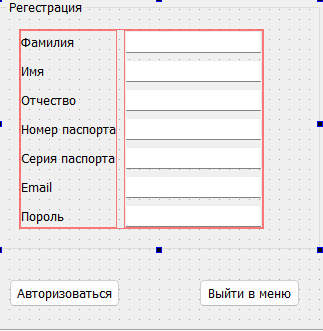 Регестрация
Фамилия
Имя
Отчество
Номер паспорта
Серия паспорта
Email
Пороль
Авторизоваться
Выйти в меню